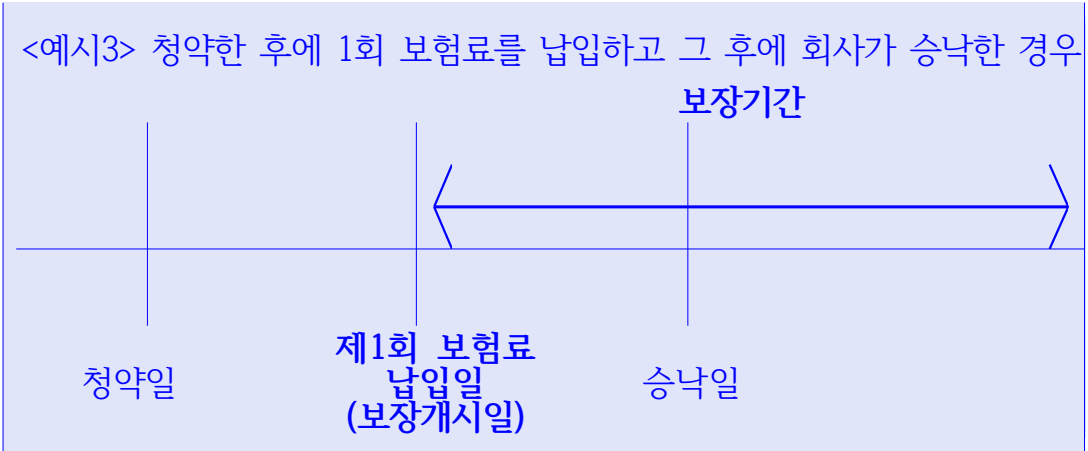 <예시3> 청약한 후에 1회 보험료를 납입하고 그 후에 회사가 승낙한 경우
보장기간
청약일
제1회 보험료
납입일
(보장개시일)
승낙일